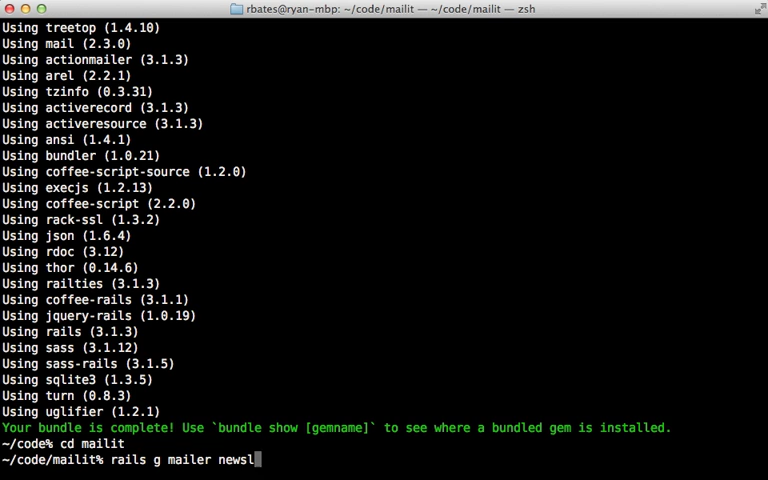 rbates@ryan-mbp: ~/code/mailit — ~/code/mailit — zsh
Using treetop (1.4.10)
Using mail (2.3.0)
Using actionmailer (3.1.3)
Using arel (2.2.1)
Using tzinfo (0.3.31)
Using activerecord (3.1.3)
Using activeresource (3.1.3)
Using ansi (1.4.1)
Using bundler (1.0.21)
Using coffee-script-source (1.2.0)
Using execjs (1.2.13)
Using coffee-script (2.2.0)
Using rack-ssl (1.3.2)
Using json (1.6.4)
Using rdoc (3.12)
Using thor (0.14.6)
Using railties (3.1.3)
Using coffee-rails (3.1.1)
Using jquery-rails (1.0.19)
Using rails (3.1.3)
Using sass (3.1.12)
Using sass-rails (3.1.5)
Using sqlite3 (1.3.5)
Using turn (0.8.3)
Using uglifier (1.2.1)
Your bundle is complete! Use `bundle show [gemname]` to see where a bundled gem is installed.
~/code% cd mailit
~/code/mailit% rails g mailer newsl